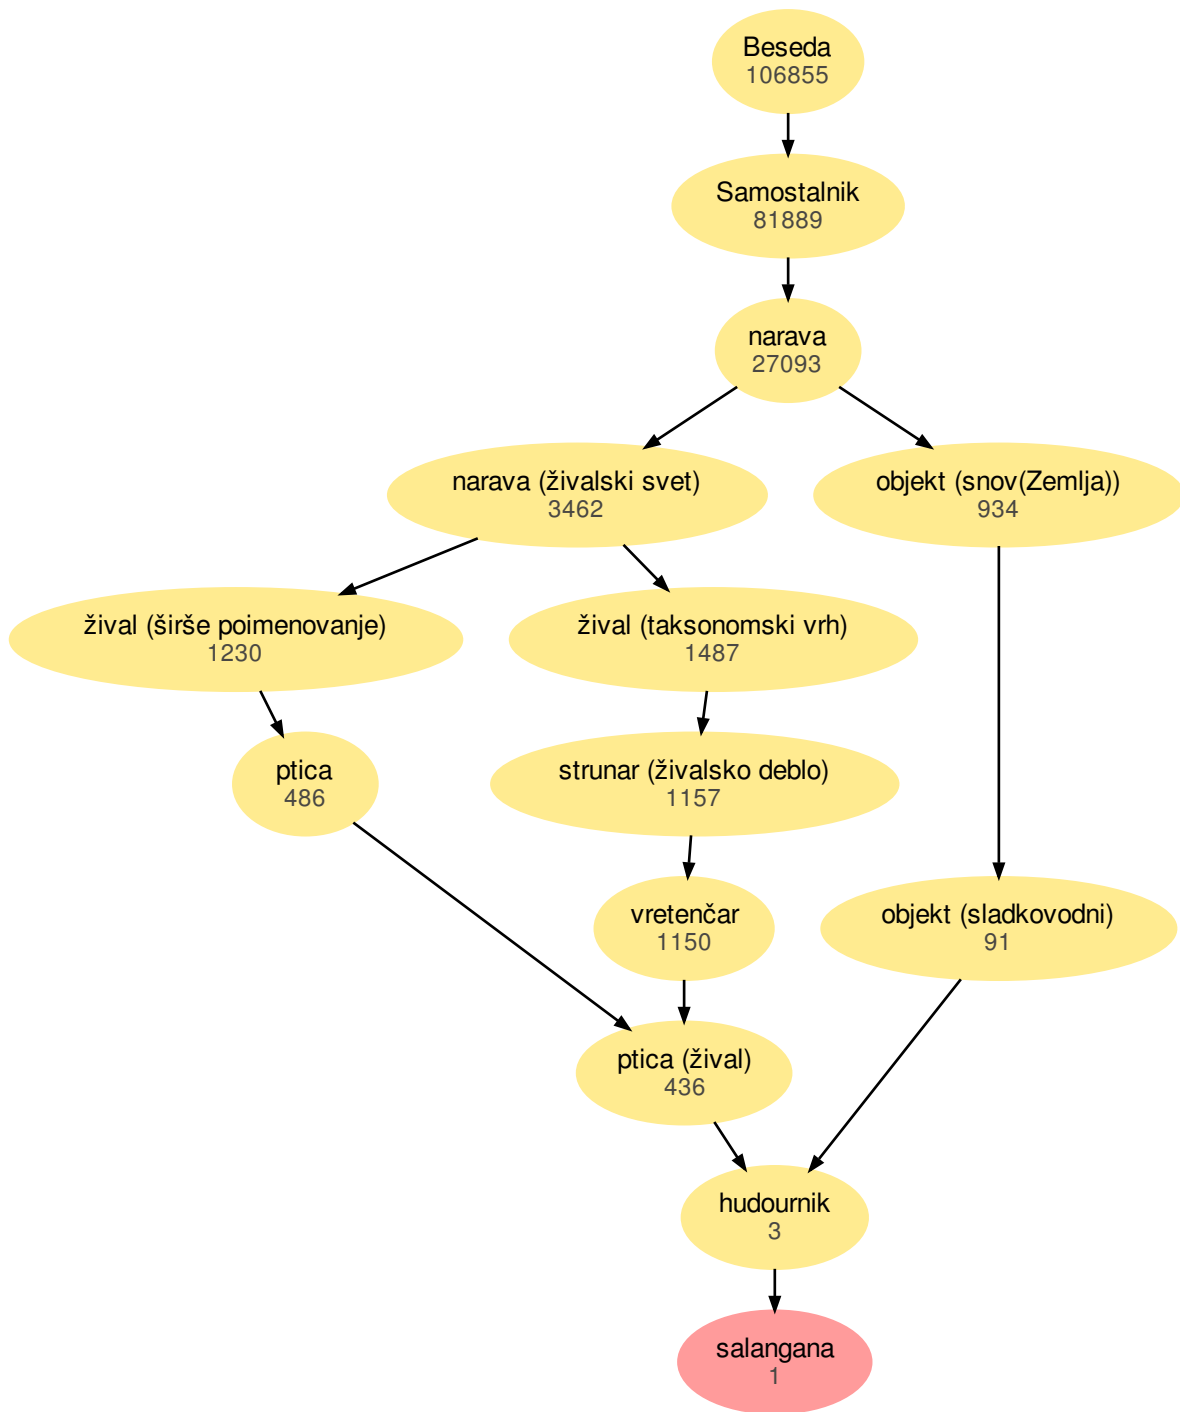 Beseda
106855
Samostalnik
81889
narava
27093
narava (živalski svet)
3462
objekt (snov(Zemlja))
934
žival (širše poimenovanje)
1230
žival (taksonomski vrh)
1487
ptica
486
strunar (živalsko deblo)
1157
vretenčar
1150
objekt (sladkovodni)
91
ptica (žival)
436
hudournik
3
salangana
1